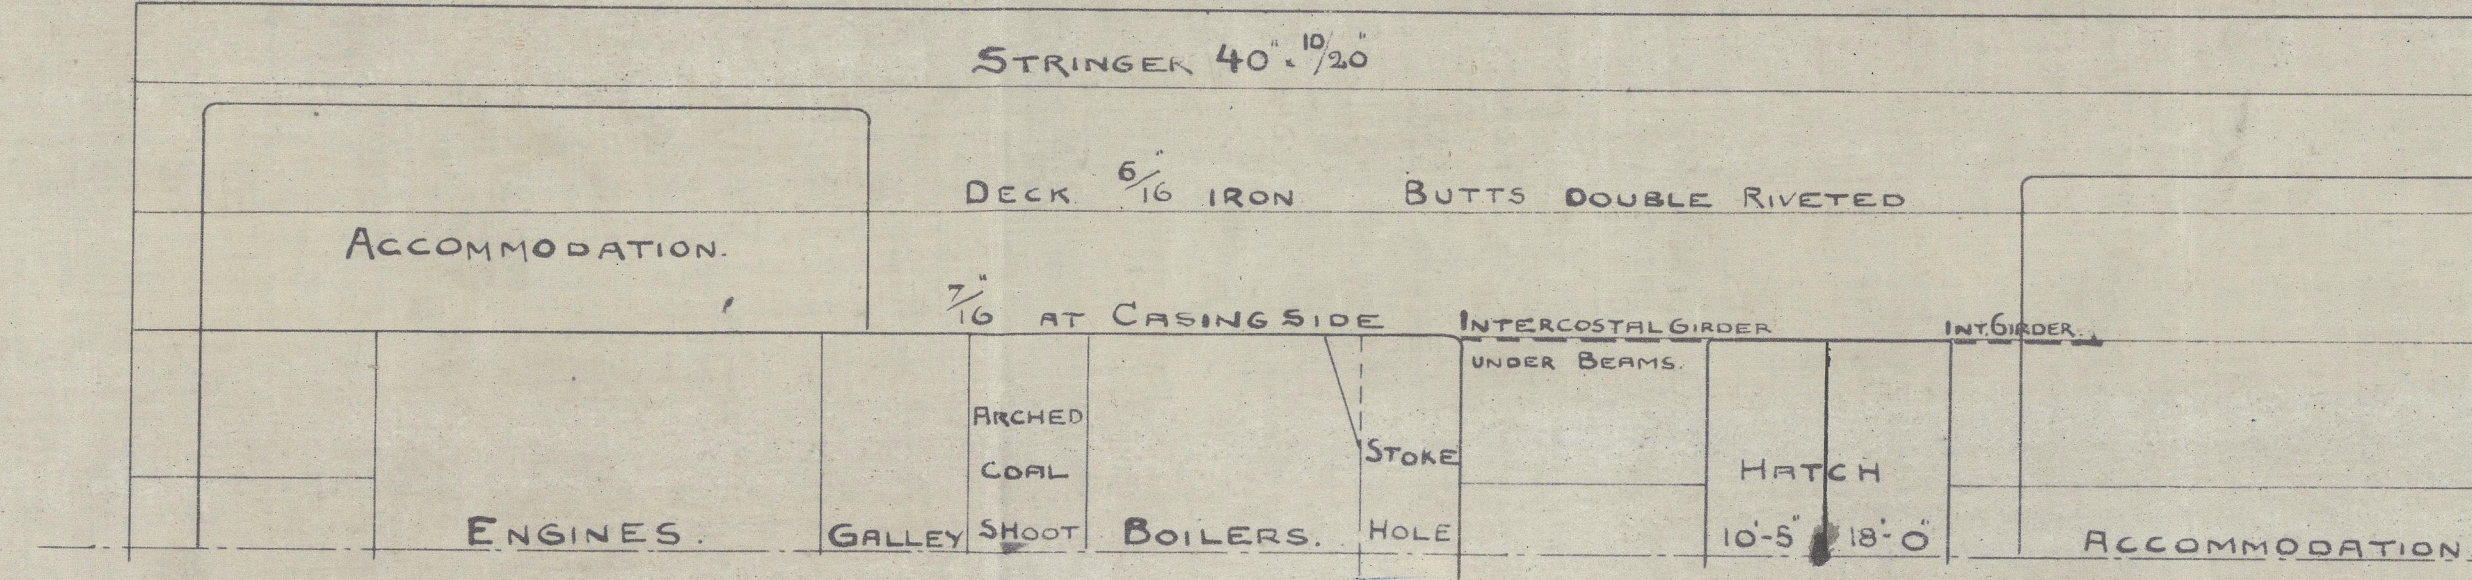 STRINGER 40" × 10/20"
DECK 6/16" IRON BUTTS DOUBLE RIVETED
ACCOMMODATION.
7/16" AT CASING SIDE
INTERCOSTAL GIRDER
UNDER BEAMS.
INT. GIRDER.
ARCHED
COAL
SHOOT
STOKE
HOLE
HATCH
10'-5" 18'-0"
ENGINES.
GALLEY
BOILERS.
ACCOMMODATION